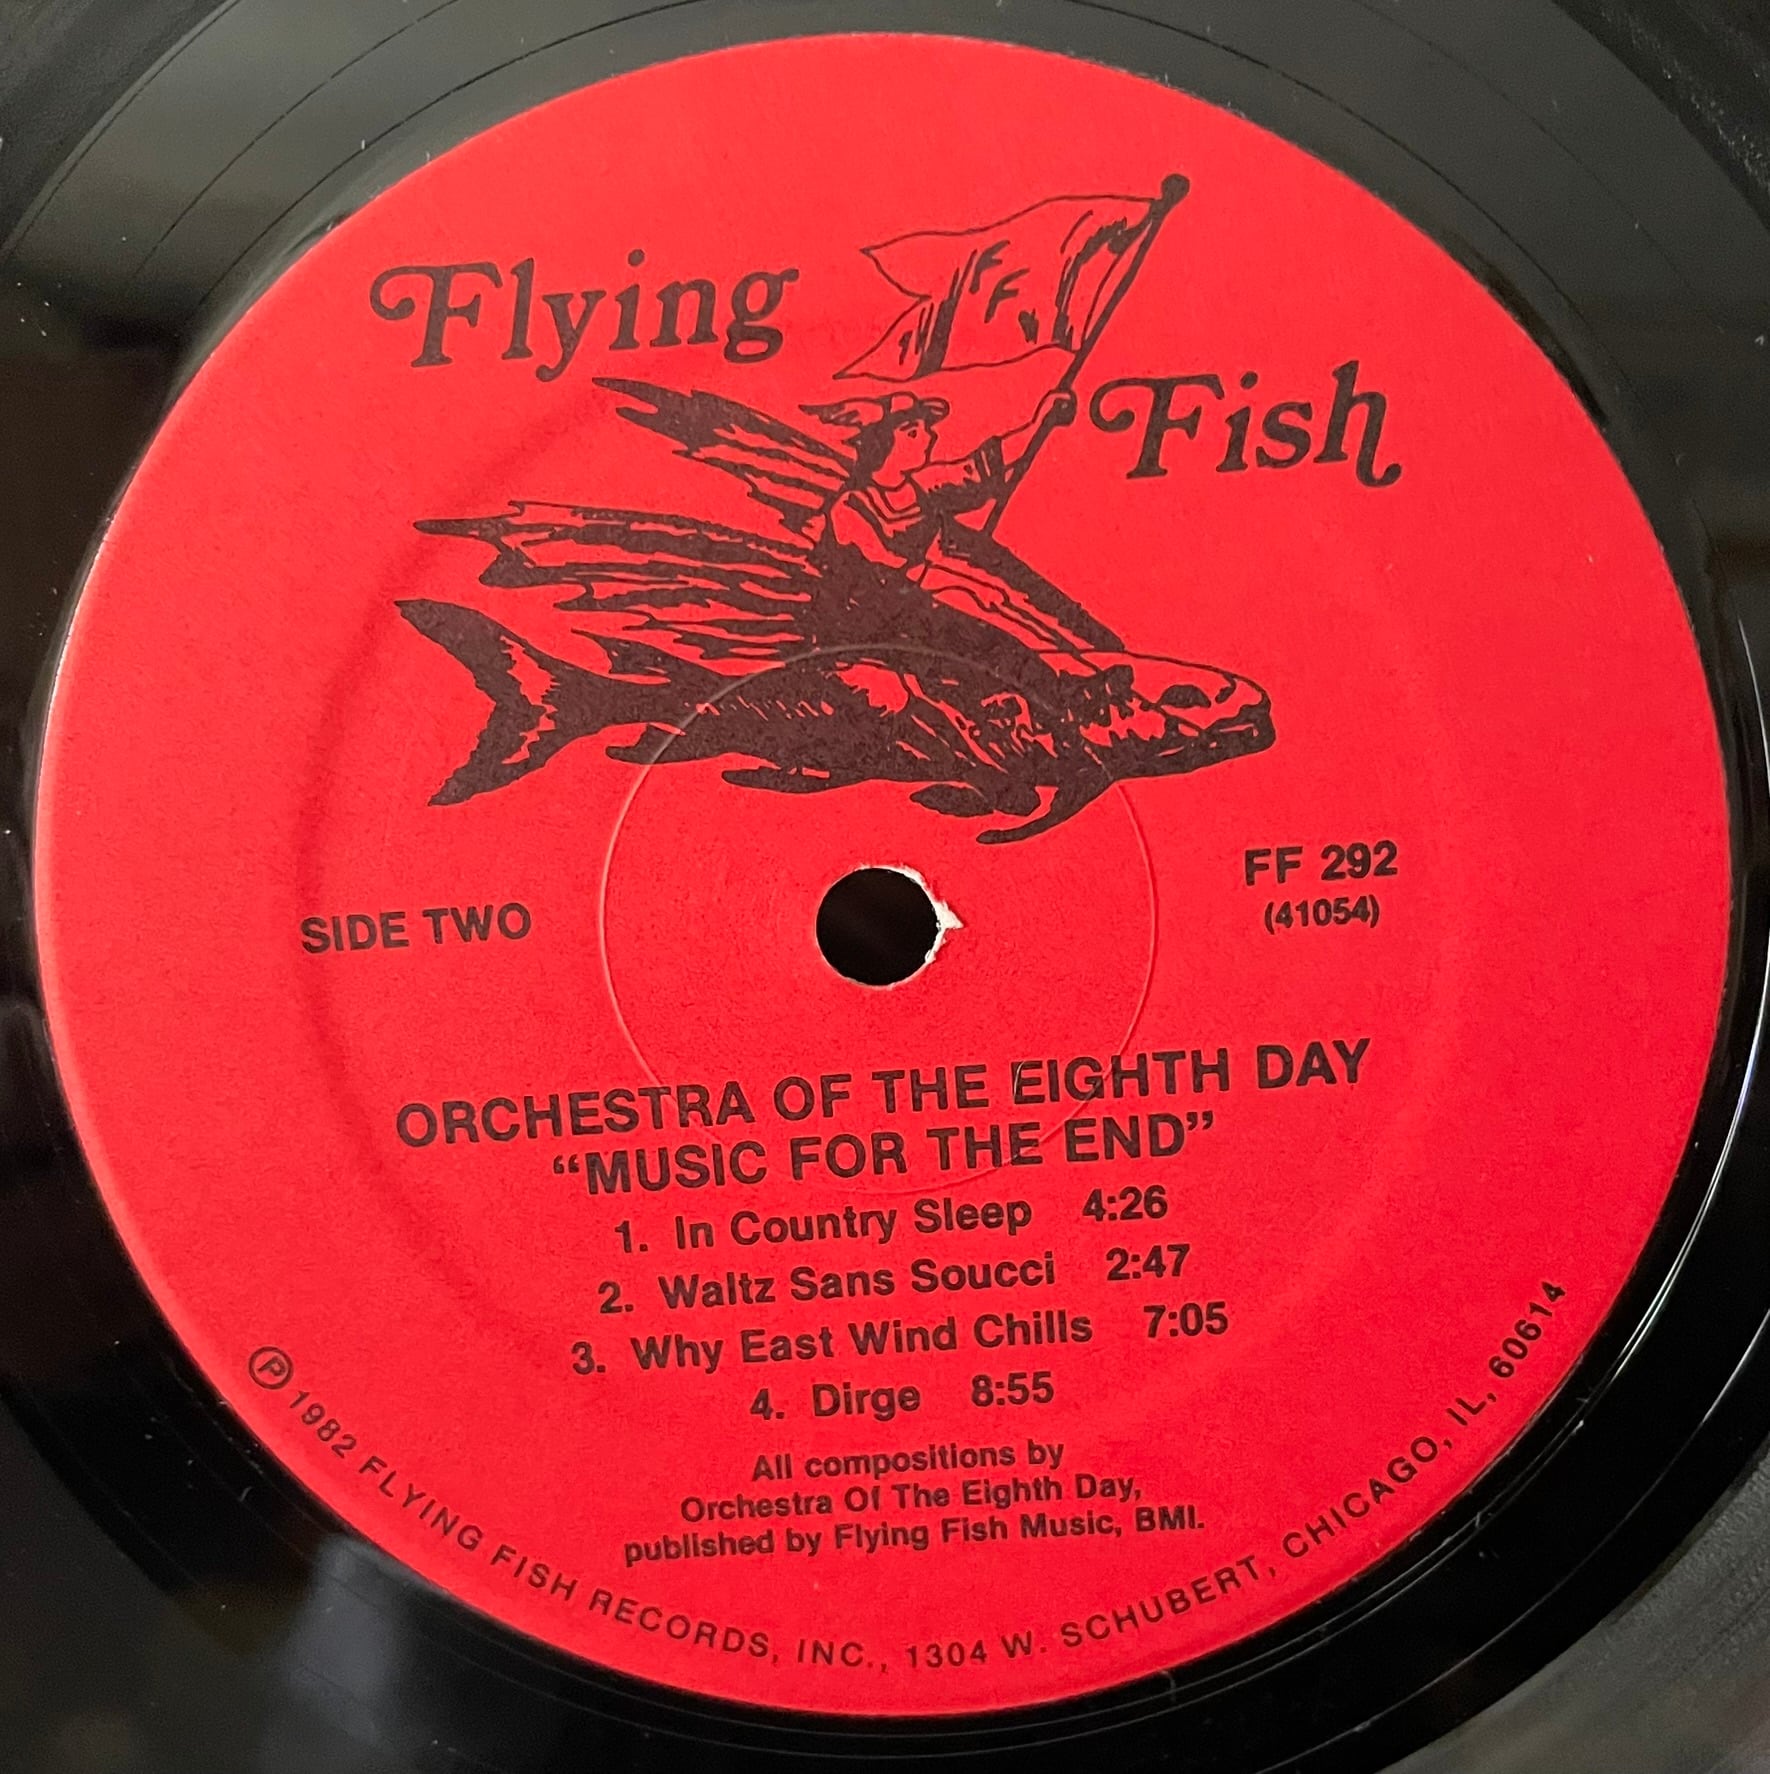 Flying
FF
Fish
FF 292
(41054)
SIDE TWO
ORCHESTRA OF THE EIGHTH DAY
“MUSIC FOR THE END”
1. In Country Sleep 4:26
2. Waltz Sans Soucci 2:47
3. Why East Wind Chills 7:05
4. Dirge 8:55
All compositions by
Orchestra Of The Eighth Day,
published by Flying Fish Music, BMI.
Ⓟ 1982 FLYING FISH RECORDS, INC., 1304 W. SCHUBERT, CHICAGO, IL, 60614